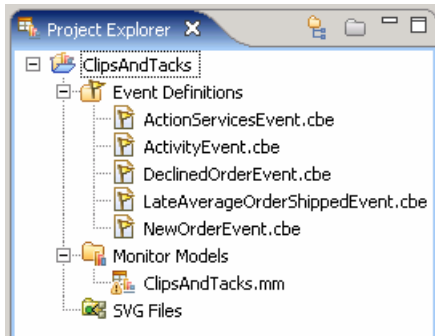 Project Explorer
ClipsAndTacks
Event Definitions
ActionServicesEvent.cbe
ActivityEvent.cbe
DeclinedOrderEvent.cbe
LateAverageOrderShippedEvent.cbe
NewOrderEvent.cbe
Monitor Models
ClipsAndTacks.mm
SVG Files